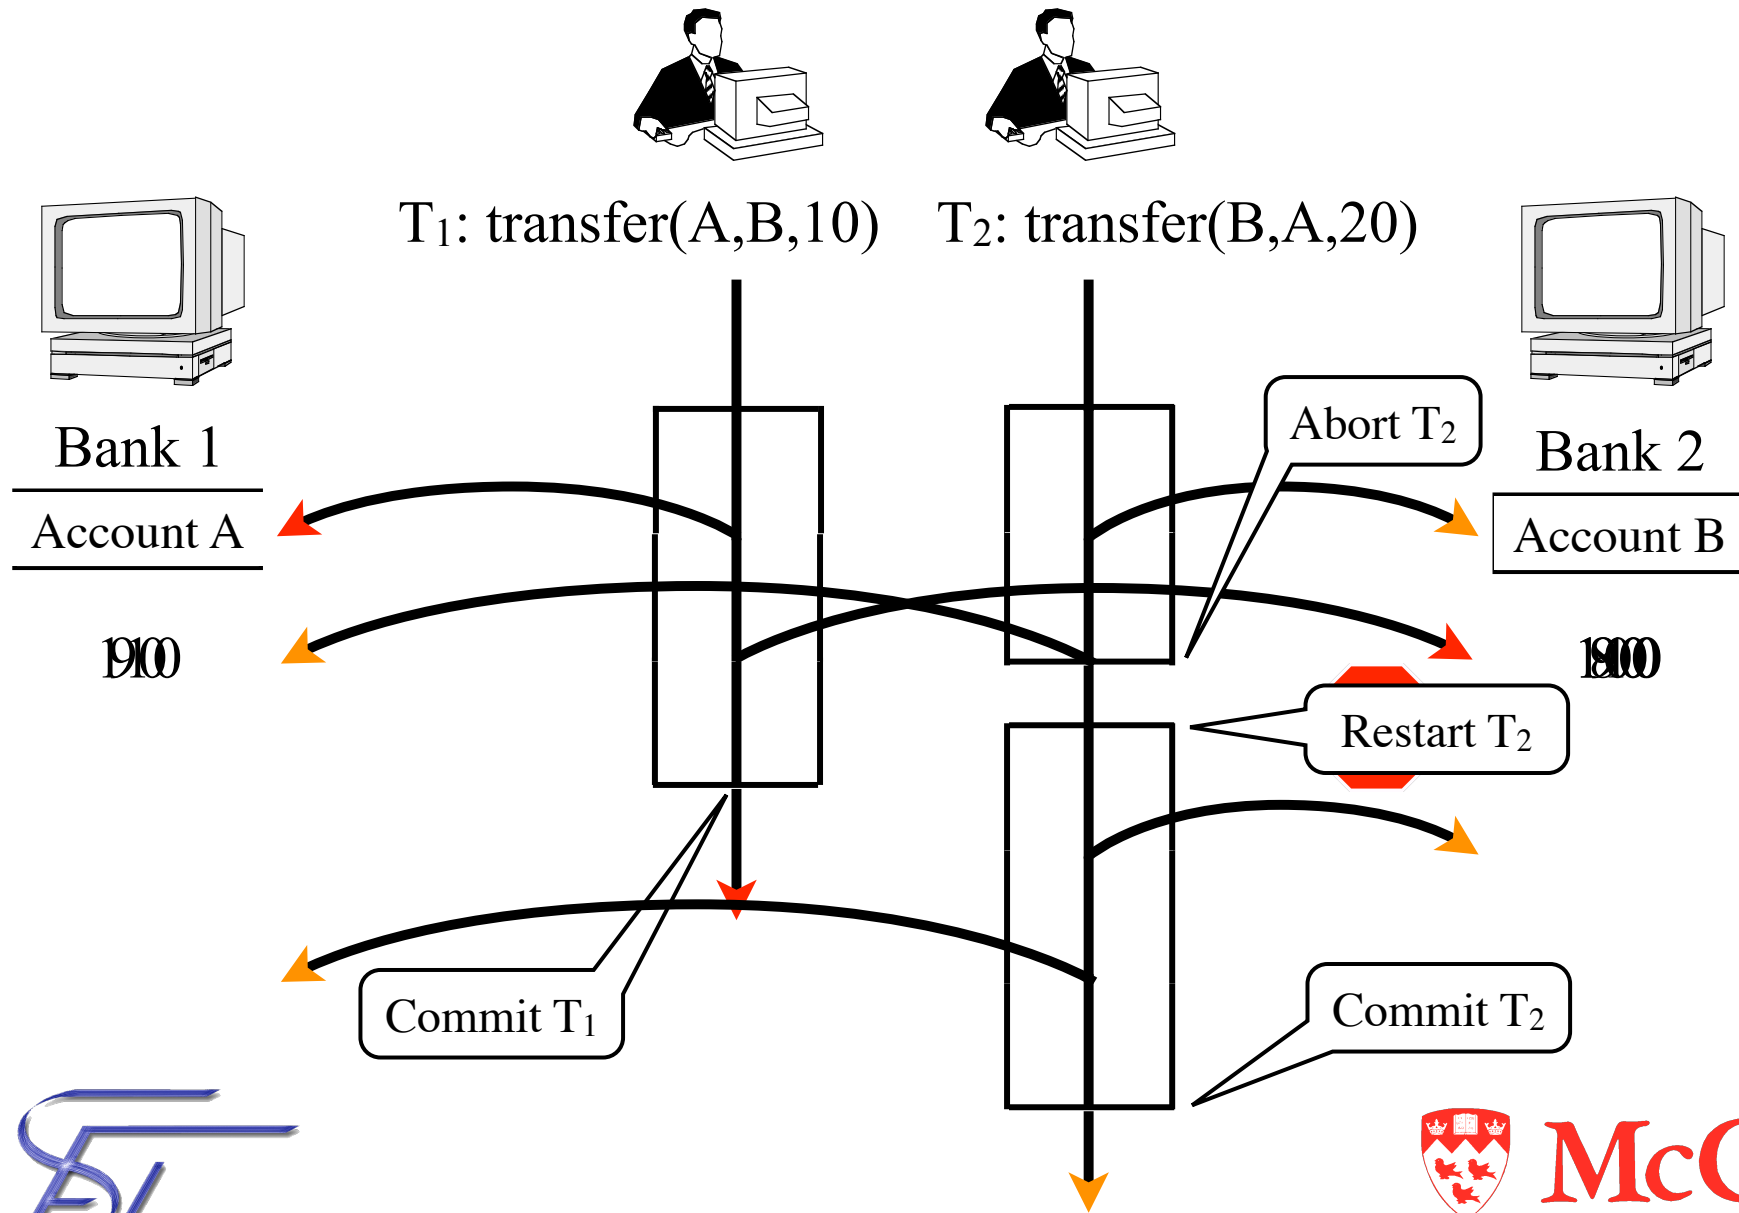 T₁: transfer(A,B,10)
T₂: transfer(B,A,20)
Abort T₂
Bank 1
Bank 2
Account A
Account B
Restart T₂
Commit T₁
Commit T₂